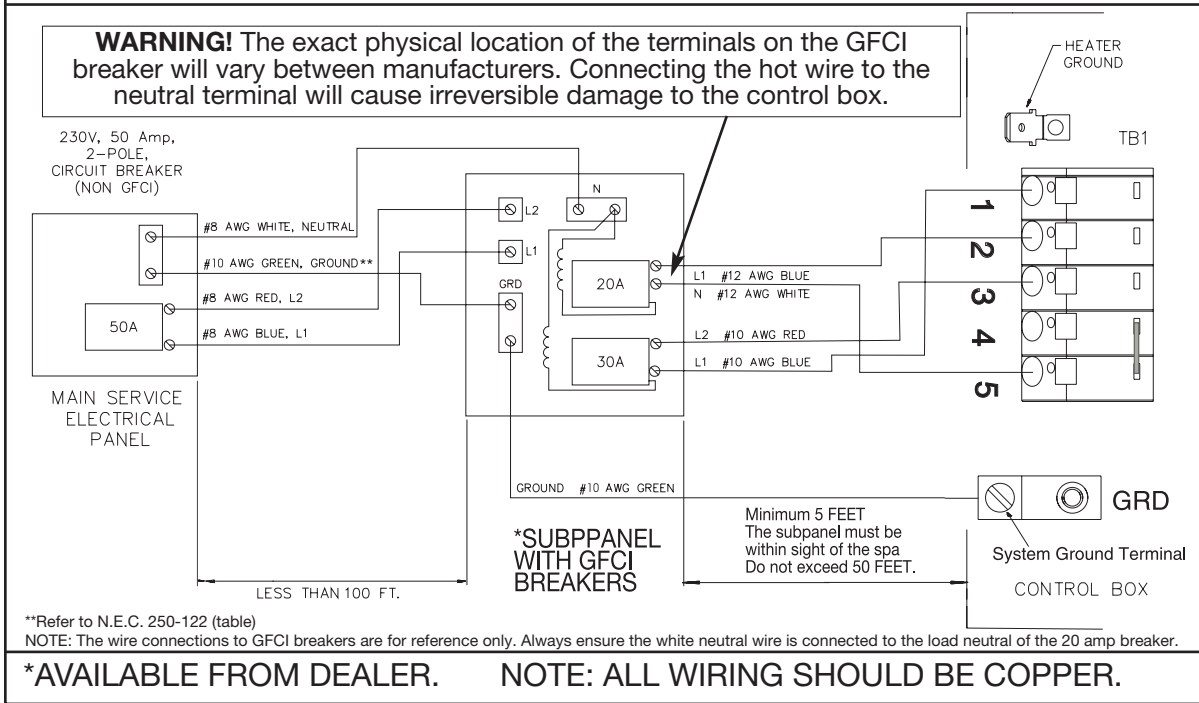 WARNING! The exact physical location of the terminals on the GFCI
breaker will vary between manufacturers. Connecting the hot wire to the
neutral terminal will cause irreversible damage to the control box.
HEATER
GROUND
TB1
230V, 50 Amp,
2-POLE,
CIRCUIT BREAKER
(NON GFCI)
#8 AWG WHITE, NEUTRAL
#10 AWG GREEN, GROUND**
#8 AWG RED, L2
#8 AWG BLUE, L1
50A
MAIN SERVICE
ELECTRICAL
PANEL
L2
L1
N
GRD
20A
30A
L1 #12 AWG BLUE
N #12 AWG WHITE
L2 #10 AWG RED
L1 #10 AWG BLUE
1
2
3
4
5
GROUND #10 AWG GREEN
*SUBPPANEL
WITH GFCI
BREAKERS
Minimum 5 FEET
The subpanel must be
within sight of the spa
Do not exceed 50 FEET.
GRD
System Ground Terminal
CONTROL BOX
LESS THAN 100 FT.
**Refer to N.E.C. 250-122 (table)
NOTE: The wire connections to GFCI breakers are for reference only. Always ensure the white neutral wire is connected to the load neutral of the 20 amp breaker.
*AVAILABLE FROM DEALER. NOTE: ALL WIRING SHOULD BE COPPER.